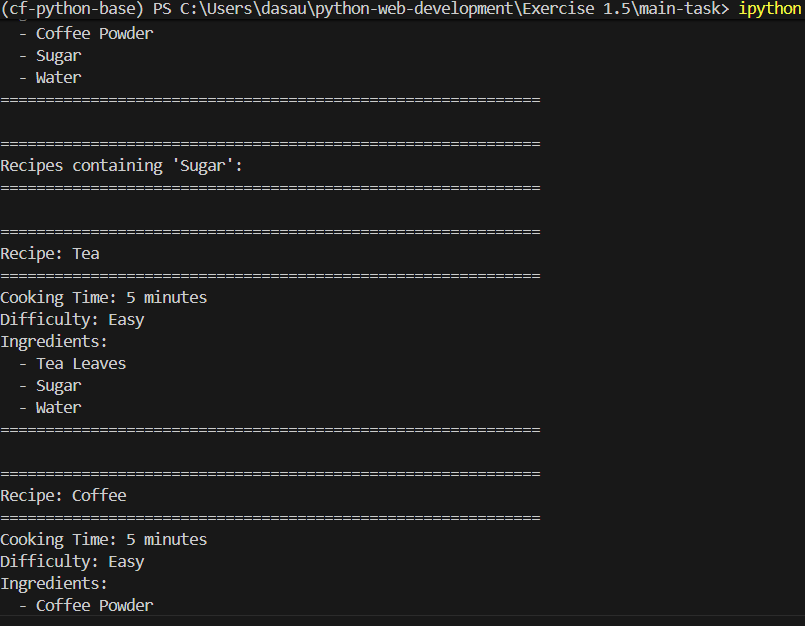 (cf-python-base) PS C:\Users\dasau\python-web-development\Exercise 1.5\main-task> ipython
  - Coffee Powder
  - Sugar
  - Water
============================================================

============================================================
Recipes containing 'Sugar':
============================================================

============================================================
Recipe: Tea
============================================================
Cooking Time: 5 minutes
Difficulty: Easy
Ingredients:
  - Tea Leaves
  - Sugar
  - Water
============================================================

============================================================
Recipe: Coffee
============================================================
Cooking Time: 5 minutes
Difficulty: Easy
Ingredients:
  - Coffee Powder